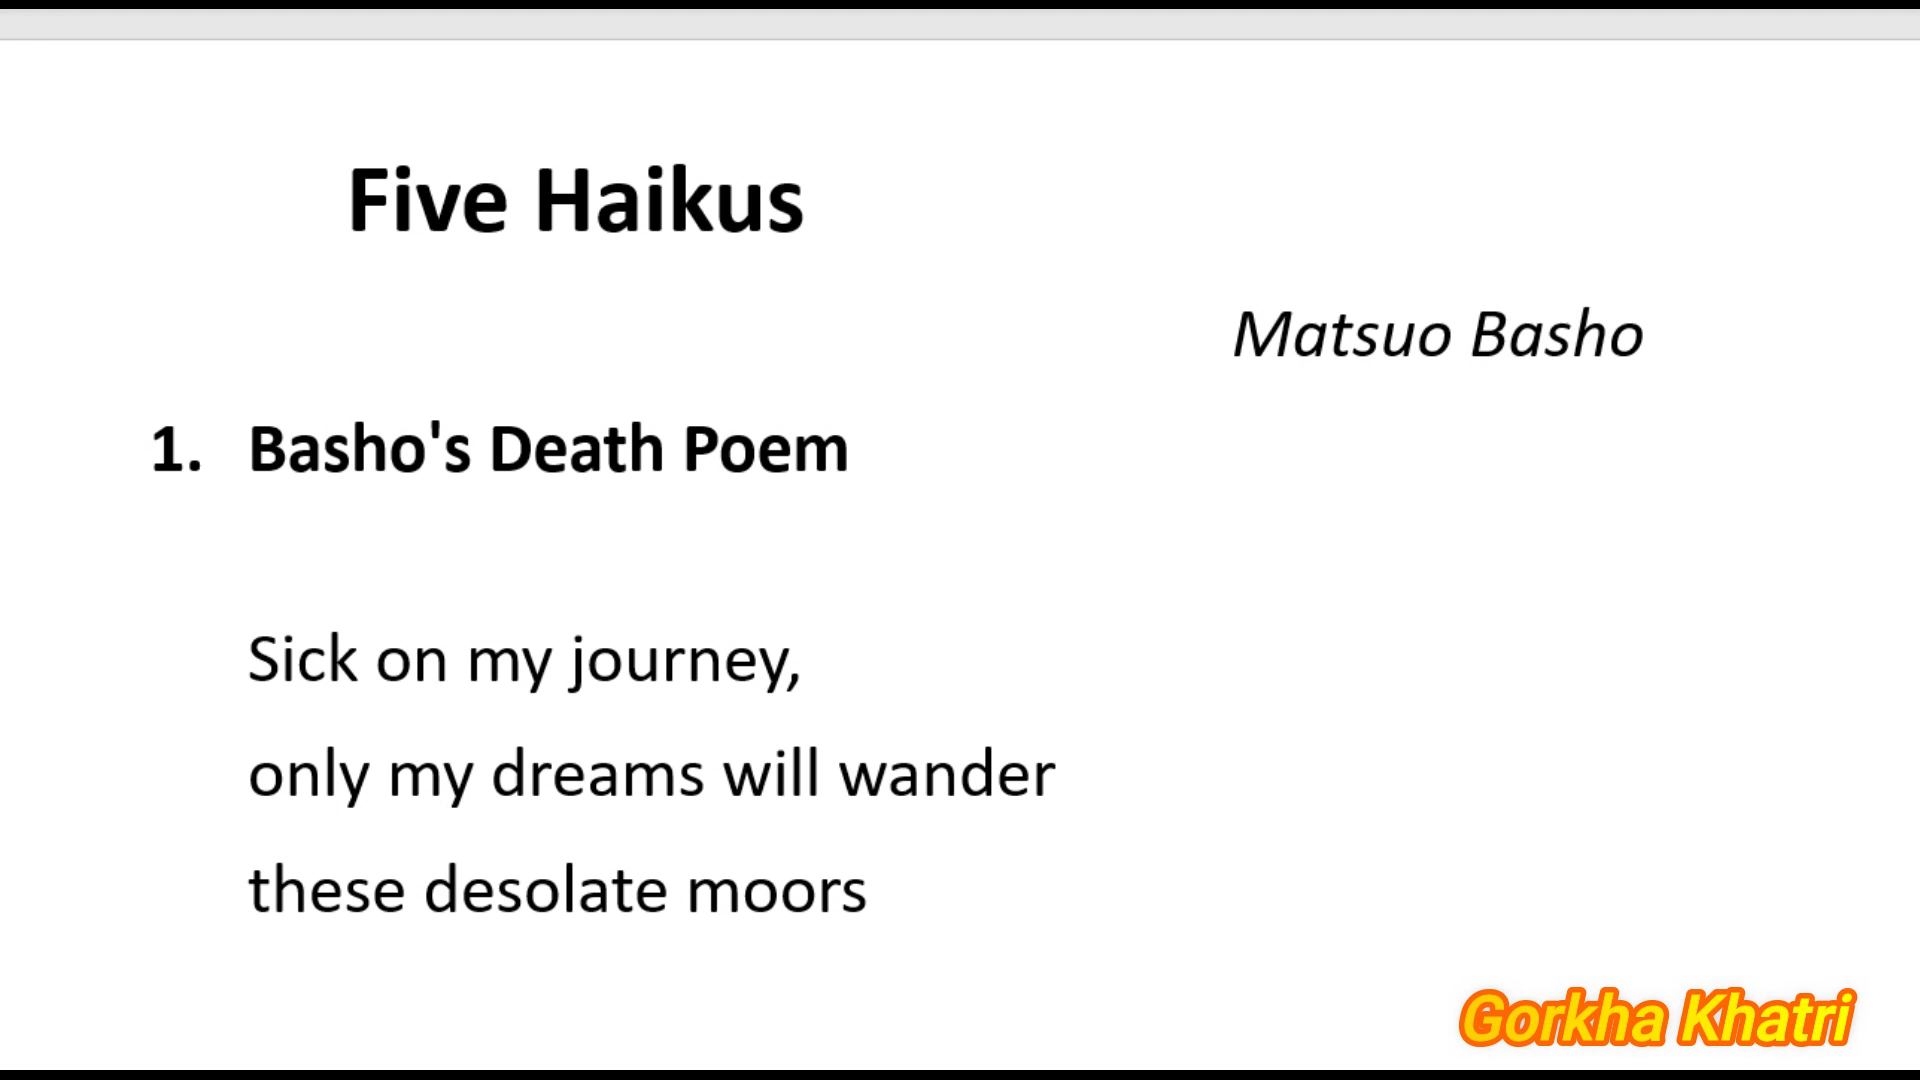 Five Haikus
Matsuo Basho
1. Basho's Death Poem
Sick on my journey,
only my dreams will wander
these desolate moors
Gorkha Khatri